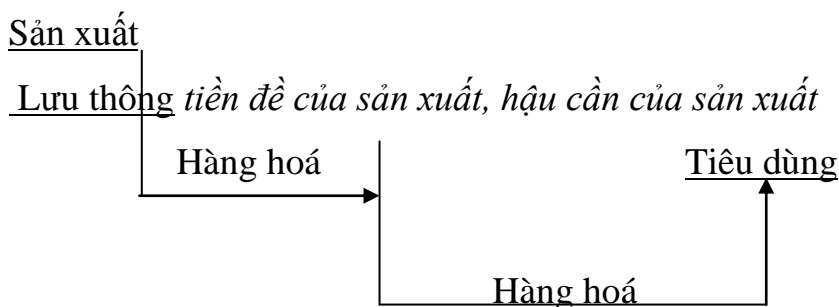 Sản xuất
Lưu thông tiền đề của sản xuất, hậu cần của sản xuất
Hàng hoá Tiêu dùng
Hàng hoá